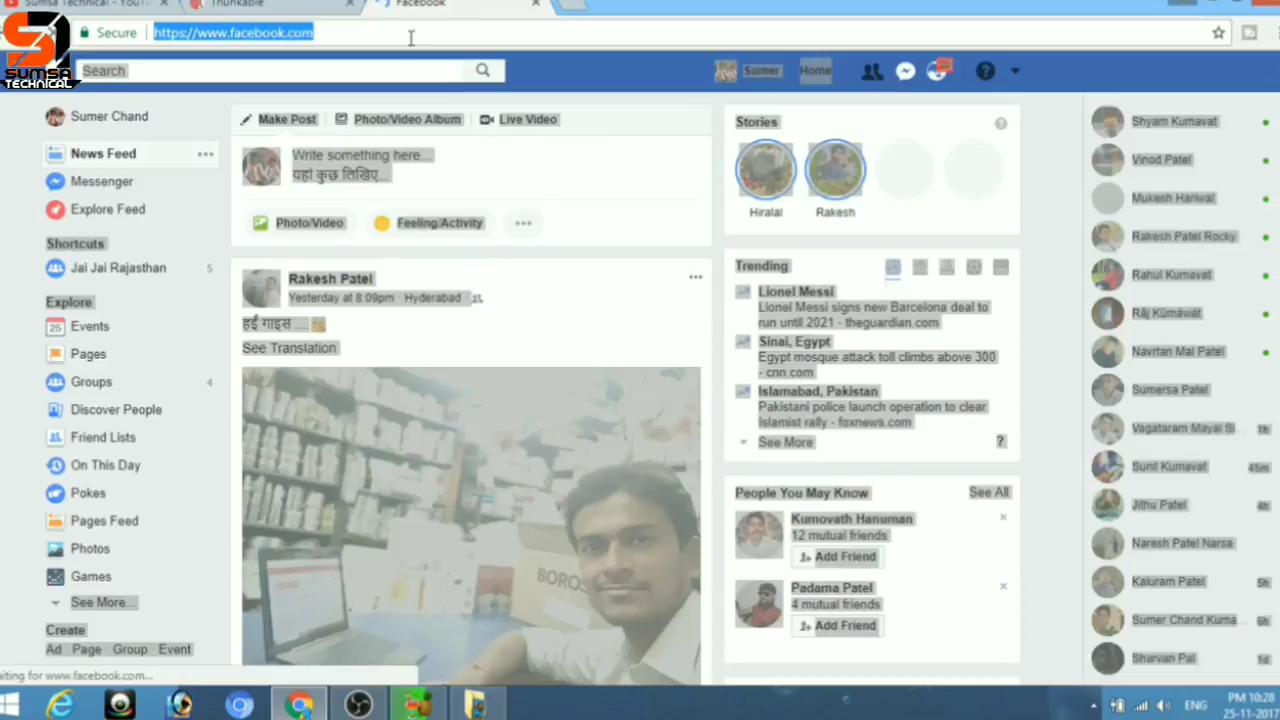 Sumsa Technical - YouT
Thunkable
Facebook
Secure
https://www.facebook.com
SUMSA
TECHNICAL
Search
Sumer
Home
Sumer Chand
News Feed
Messenger
Explore Feed
Shortcuts
Jai Jai Rajasthan 5
Explore
25 Events
Pages
Groups 4
Discover People
Friend Lists
On This Day
Pokes
Pages Feed
Photos
Games
See More...
Create
Ad · Page · Group · Event
aiting for www.facebook.com...
Make Post
Photo/Video Album
Live Video
Write something here...
यहां कुछ लिखिए...
Photo/Video
Feeling/Activity
Rakesh Patel
Yesterday at 8:09pm · Hyderabad ·
हई गाइस ....
See Translation
BOROS
Stories
Hiralal
Rakesh
Trending
Lionel Messi
Lionel Messi signs new Barcelona deal to
run until 2021 - theguardian.com
Sinai, Egypt
Egypt mosque attack toll climbs above 300
- cnn.com
Islamabad, Pakistan
Pakistani police launch operation to clear
Islamist rally - foxnews.com
See More
People You May Know
See All
Kumovath Hanuman
12 mutual friends
Add Friend
Padama Patel
4 mutual friends
Add Friend
Shyam Kumavat
Vinod Patel
Mukesh Hariwal
Rakesh Patel Rocky
Rahul Kumavat
Rãj Kümäwät
Navrtan Mal Patel
Sumersa Patel
Vagataram Mayal Si... 1h
Sunil Kumavat 45m
Jithu Patel 4h
Naresh Patel Narsa
Kaluram Patel 5h
Sumer Chand Kuma... 6h
Sharvan Pal 1d
ENG
PM 10:28
25-11-2017